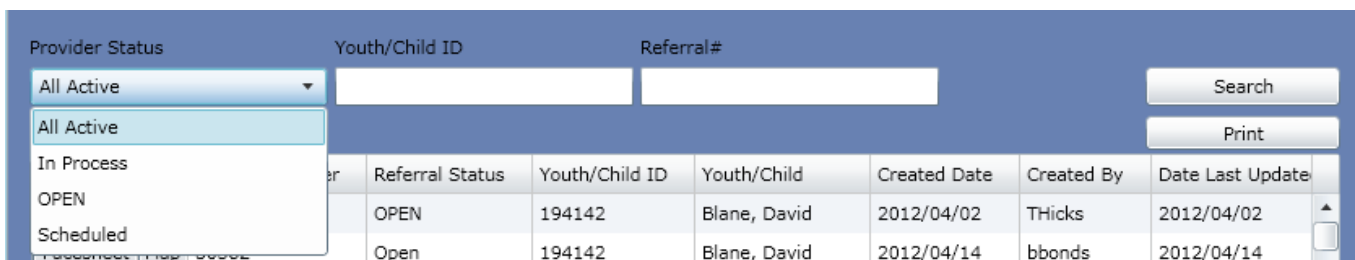 Provider Status Youth/Child ID Referral#
All Active Search
All Active Print
In Process
er Referral Status Youth/Child ID Youth/Child Created Date Created By Date Last Update
OPEN OPEN 194142 Blane, David 2012/04/02 THicks 2012/04/02
Scheduled
Open 194142 Blane, David 2012/04/14 bbonds 2012/04/14